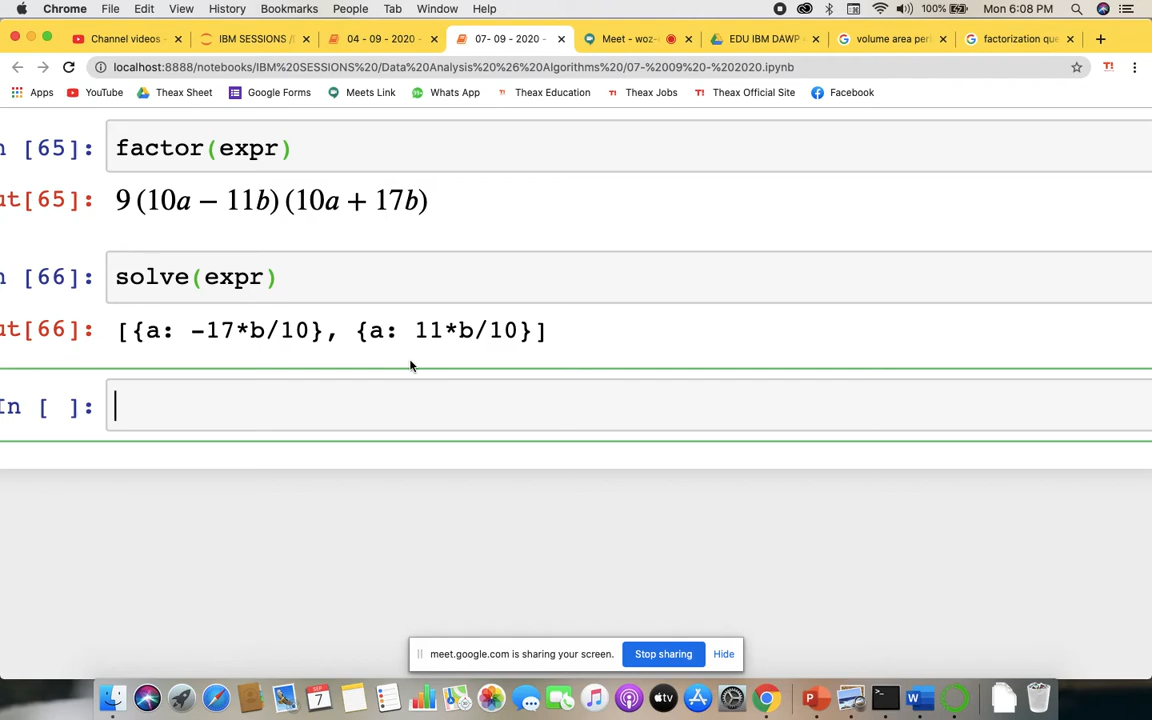 Chrome File Edit View History Bookmarks People Tab Window Help 100% Mon 6:08 PM
Channel videos - IBM SESSIONS / 04 - 09 - 2020 - 07- 09 - 2020 - Meet - woz- EDU IBM DAWP - volume area peri factorization que
localhost:8888/notebooks/IBM%20SESSIONS%20/Data%20Analysis%20%26%20Algorithms%20/07-%2009%20-%202020.ipynb T!
Apps YouTube Theax Sheet Google Forms Meets Link Whats App T! Theax Education T! Theax Jobs T! Theax Official Site Facebook
n [65]: factor(expr)
ut[65]: 9 (10a − 11b) (10a + 17b)
n [66]: solve(expr)
ut[66]: [{a: -17*b/10}, {a: 11*b/10}]
In [ ]:
meet.google.com is sharing your screen. Stop sharing Hide
SEP 7 tv